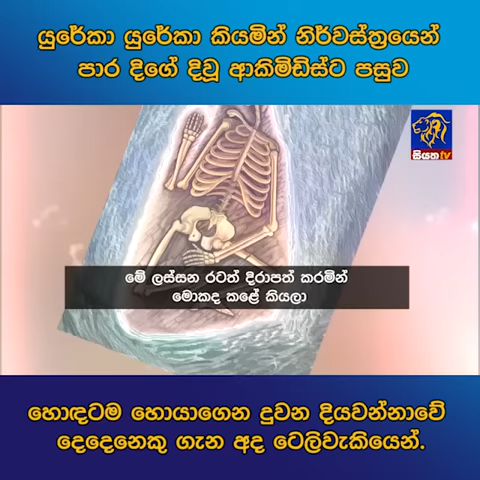 යුරේකා යුරේකා කියමින් නිර්වස්ත්‍රයෙන්
පාර දිගේ දිවූ ආකිමිඩිස්ට පසුව
සියත tv
මේ ලස්සන රටත් දිරාපත් කරමින්
මොකද කළේ කියලා
හොඳටම හොයාගෙන දුවන දියවන්නාවේ
දෙදෙනෙකු ගැන අද ටෙලිවැකියෙන්.